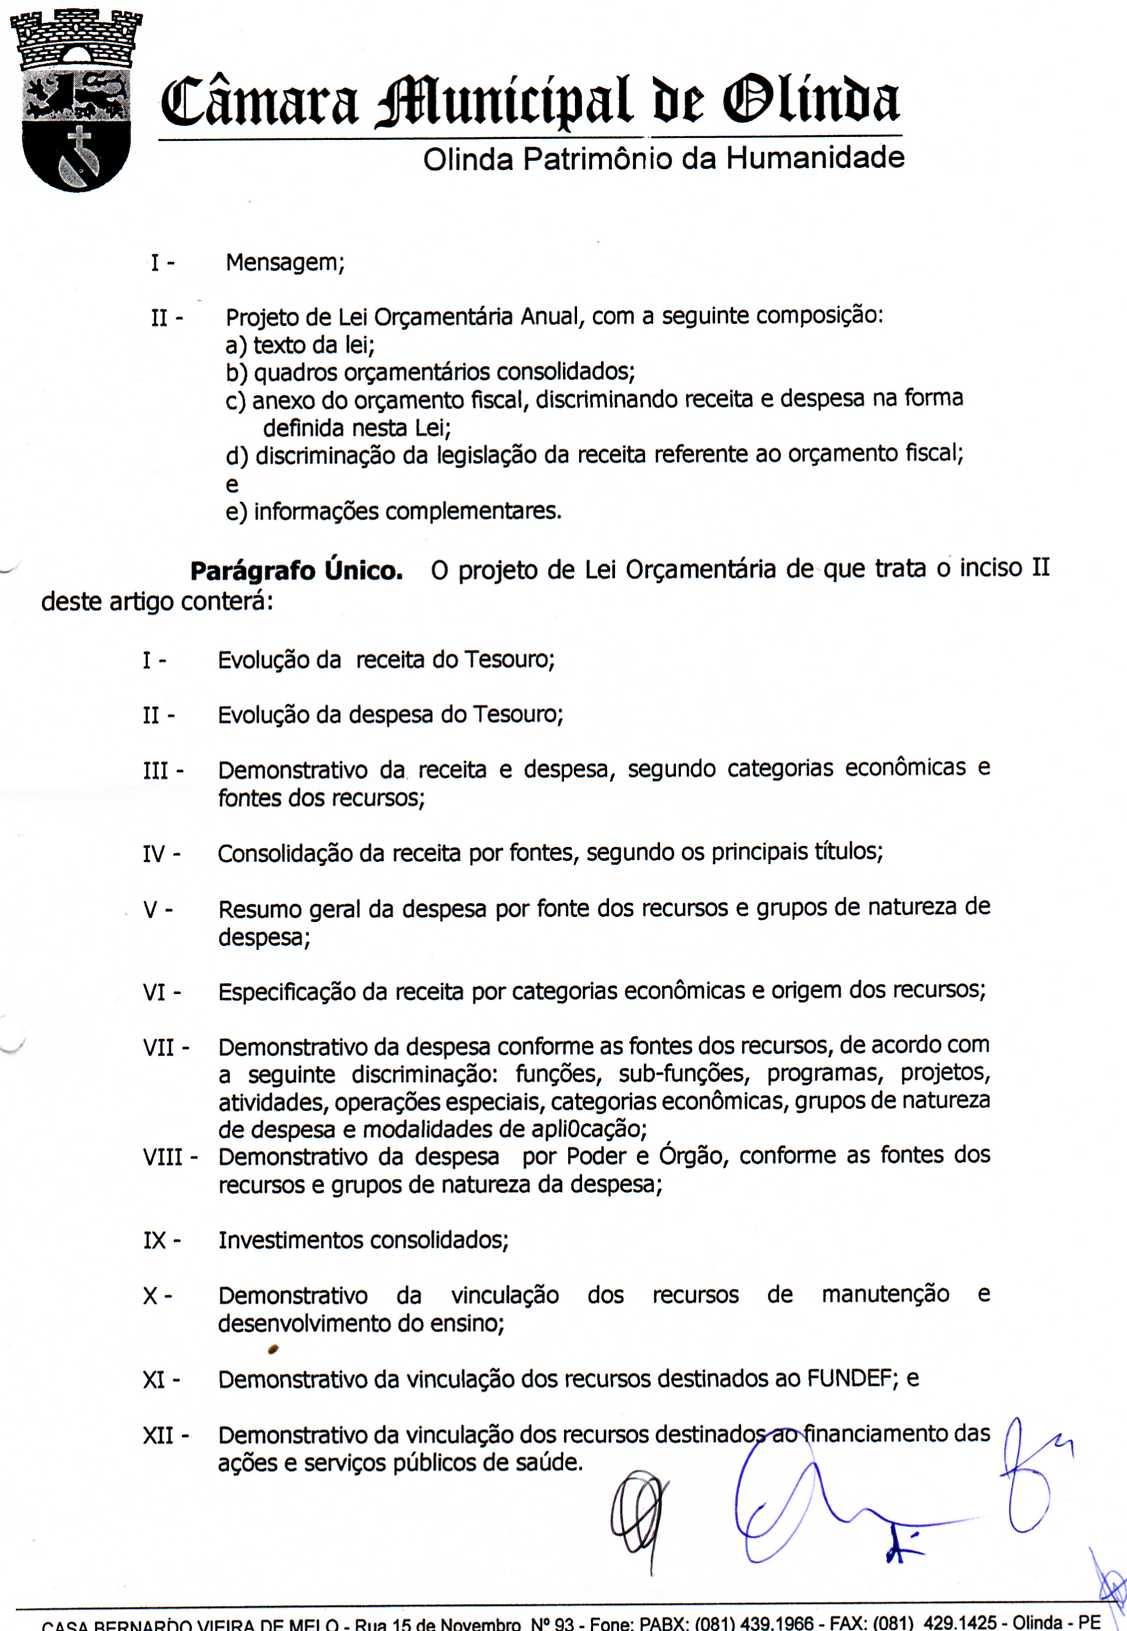 Câmara Municipal de Olinda
Olinda Patrimônio da Humanidade
I - Mensagem;
II - Projeto de Lei Orçamentária Anual, com a seguinte composição:
a) texto da lei;
b) quadros orçamentários consolidados;
c) anexo do orçamento fiscal, discriminando receita e despesa na forma
definida nesta Lei;
d) discriminação da legislação da receita referente ao orçamento fiscal;
e
e) informações complementares.
Parágrafo Único. O projeto de Lei Orçamentária de que trata o inciso II
deste artigo conterá:
I - Evolução da receita do Tesouro;
II - Evolução da despesa do Tesouro;
III - Demonstrativo da receita e despesa, segundo categorias econômicas e
fontes dos recursos;
IV - Consolidação da receita por fontes, segundo os principais títulos;
V - Resumo geral da despesa por fonte dos recursos e grupos de natureza de
despesa;
VI - Especificação da receita por categorias econômicas e origem dos recursos;
VII - Demonstrativo da despesa conforme as fontes dos recursos, de acordo com
a seguinte discriminação: funções, sub-funções, programas, projetos,
atividades, operações especiais, categorias econômicas, grupos de natureza
de despesa e modalidades de apli0cação;
VIII - Demonstrativo da despesa por Poder e Órgão, conforme as fontes dos
recursos e grupos de natureza da despesa;
IX - Investimentos consolidados;
X - Demonstrativo da vinculação dos recursos de manutenção e
desenvolvimento do ensino;
XI - Demonstrativo da vinculação dos recursos destinados ao FUNDEF; e
XII - Demonstrativo da vinculação dos recursos destinados ao financiamento das
ações e serviços públicos de saúde.
CASA BERNARDO VIEIRA DE MELO - Rua 15 de Novembro Nº 93 - Fone: PABX: (081) 439.1966 - FAX: (081) 429.1425 - Olinda - PE